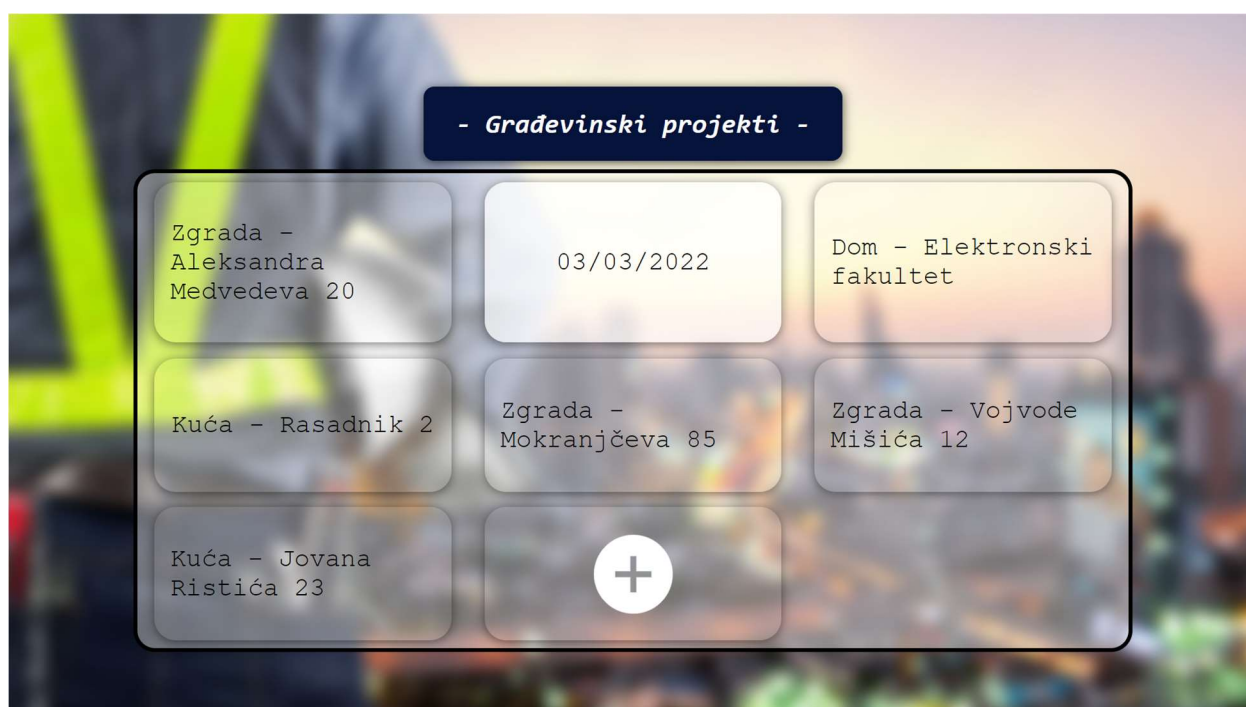 - Građevinski projekti -
Zgrada -
Aleksandra
Medvedeva 20
03/03/2022
Dom - Elektronski
fakultet
Kuća - Rasadnik 2
Zgrada -
Mokranjčeva 85
Zgrada - Vojvode
Mišića 12
Kuća - Jovana
Ristića 23
+